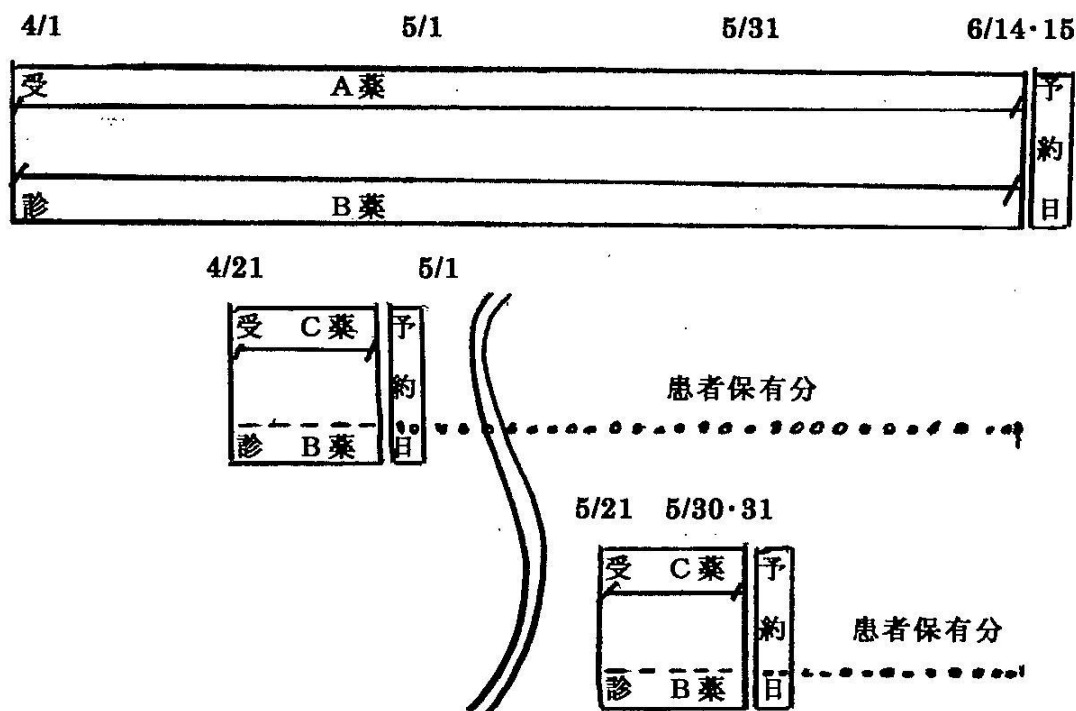 4/1 5/1 5/31 6/14・15
受 A薬
診 B薬
予約日
4/21 5/1
受 C薬
診 B薬
予約日
患者保有分
5/21 5/30・31
受 C薬
診 B薬
予約日
患者保有分